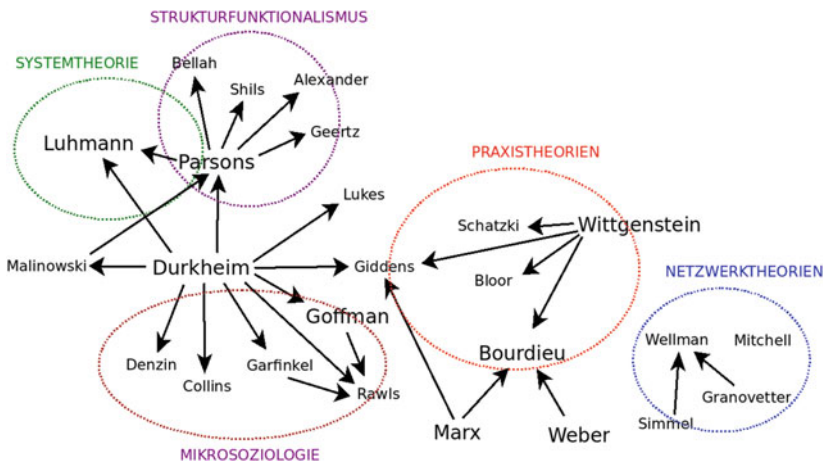 STRUKTURFUNKTIONALISMUS
SYSTEMTHEORIE
Bellah
Shils
Alexander
Luhmann
Geertz
Parsons
PRAXISTHEORIEN
Lukes
Schatzki
Wittgenstein
Malinowski
Durkheim
Giddens
Bloor
NETZWERKTHEORIEN
Goffman
Wellman
Mitchell
Bourdieu
Denzin
Garfinkel
Collins
Rawls
Granovetter
Simmel
Marx
Weber
MIKROSOZIOLOGIE